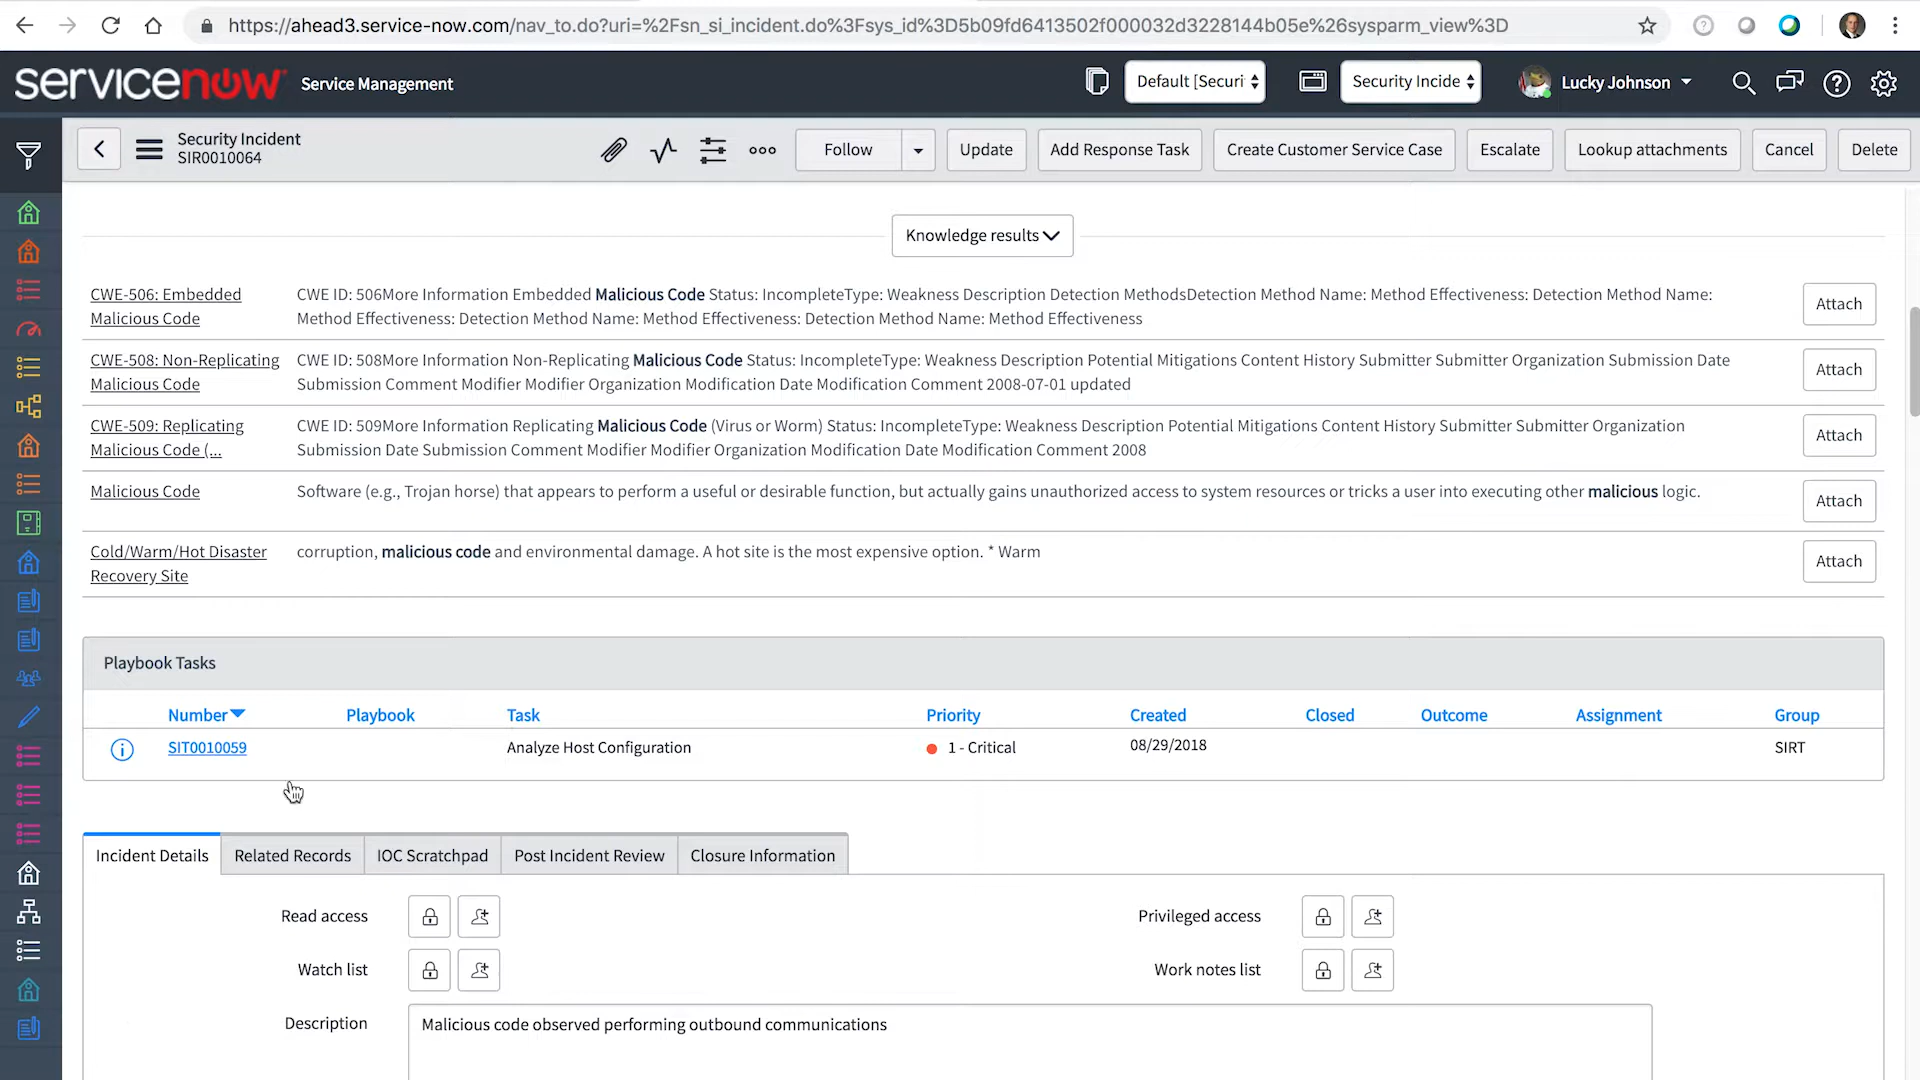 https://ahead3.service-now.com/nav_to.do?uri=%2Fsn_si_incident.do%3Fsys_id%3D5b09fd6413502f000032d3228144b05e%26sysparm_view%3D
servicenow Service Management
Default [Securi
Security Incide
Lucky Johnson
Security Incident
SIR0010064
Follow
Update
Add Response Task
Create Customer Service Case
Escalate
Lookup attachments
Cancel
Delete
Knowledge results
CWE-506: Embedded
Malicious Code
CWE ID: 506More Information Embedded Malicious Code Status: IncompleteType: Weakness Description Detection MethodsDetection Method Name: Method Effectiveness: Detection Method Name:
Method Effectiveness: Detection Method Name: Method Effectiveness: Detection Method Name: Method Effectiveness
Attach
CWE-508: Non-Replicating
Malicious Code
CWE ID: 508More Information Non-Replicating Malicious Code Status: IncompleteType: Weakness Description Potential Mitigations Content History Submitter Submitter Organization Submission Date
Submission Comment Modifier Modifier Organization Modification Date Modification Comment 2008-07-01 updated
Attach
CWE-509: Replicating
Malicious Code (...
CWE ID: 509More Information Replicating Malicious Code (Virus or Worm) Status: IncompleteType: Weakness Description Potential Mitigations Content History Submitter Submitter Organization
Submission Date Submission Comment Modifier Modifier Organization Modification Date Modification Comment 2008
Attach
Malicious Code
Software (e.g., Trojan horse) that appears to perform a useful or desirable function, but actually gains unauthorized access to system resources or tricks a user into executing other malicious logic.
Attach
Cold/Warm/Hot Disaster
Recovery Site
corruption, malicious code and environmental damage. A hot site is the most expensive option. * Warm
Attach
Playbook Tasks
Number Playbook Task Priority Created Closed Outcome Assignment Group
SIT0010059 Analyze Host Configuration 1 - Critical 08/29/2018 SIRT
Incident Details
Related Records
IOC Scratchpad
Post Incident Review
Closure Information
Read access
Privileged access
Watch list
Work notes list
Description
Malicious code observed performing outbound communications